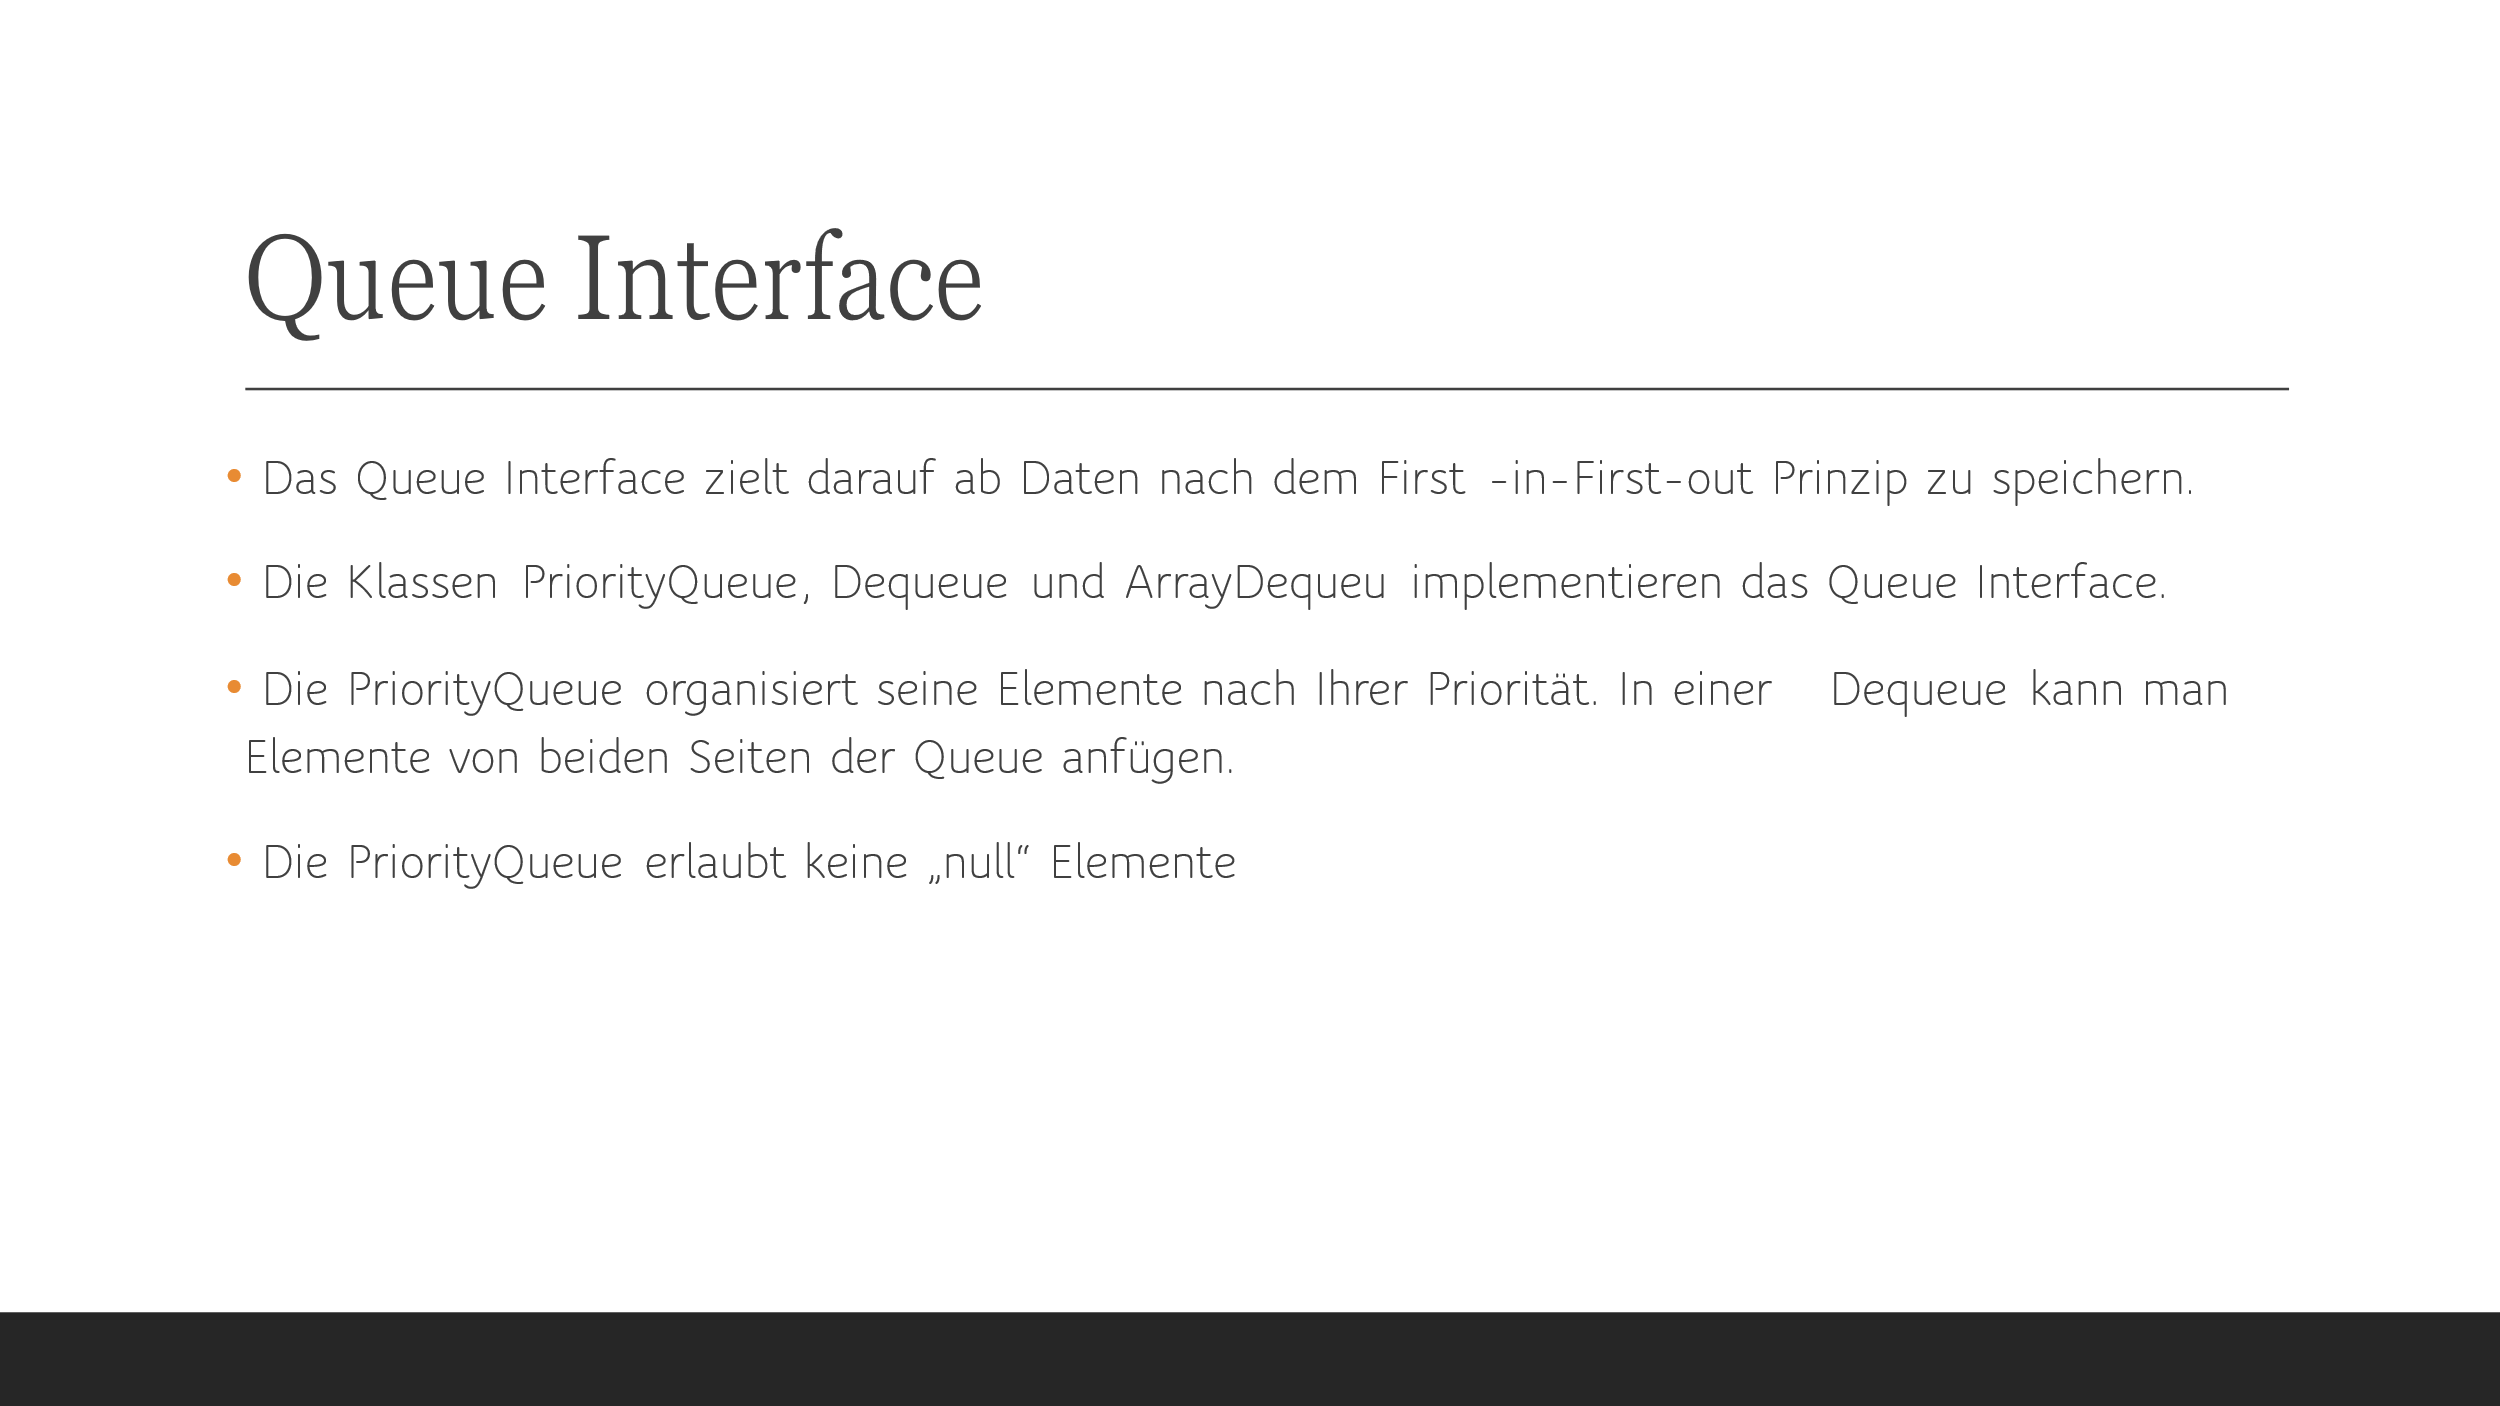 Queue Interface
• Das Queue Interface zielt darauf ab Daten nach dem First -in-First-out Prinzip zu speichern.
• Die Klassen PriorityQueue, Dequeue und ArrayDequeu implementieren das Queue Interface.
• Die PriorityQueue organisiert seine Elemente nach Ihrer Priorität. In einer Dequeue kann man
Elemente von beiden Seiten der Queue anfügen.
• Die PriorityQueue erlaubt keine „null“ Elemente